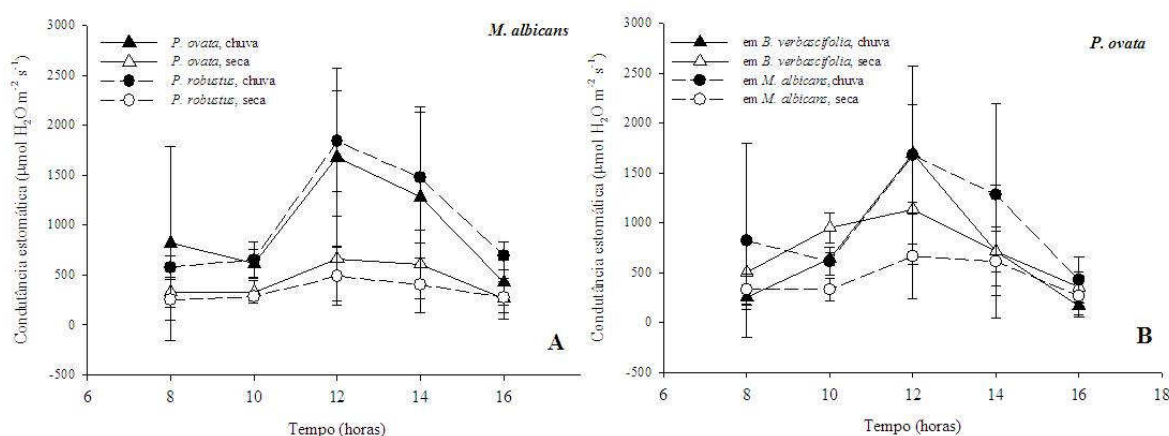 M. albicans
P. ovata, chuva
P. ovata, seca
P. robustus, chuva
P. robustus, seca
Condutância estomática (µmol H₂O m⁻² s⁻¹)
3000
2500
2000
1500
1000
500
0
-500
6
8
10
12
14
16
Tempo (horas)
A
P. ovata
em B. verbascifolia, chuva
em B. verbascifolia, seca
em M. albicans,chuva
em M. albicans, seca
Condutância estomática (µmol H₂O m⁻² s⁻¹)
3000
2500
2000
1500
1000
500
0
-500
6
8
10
12
14
16
18
Tempo (horas)
B